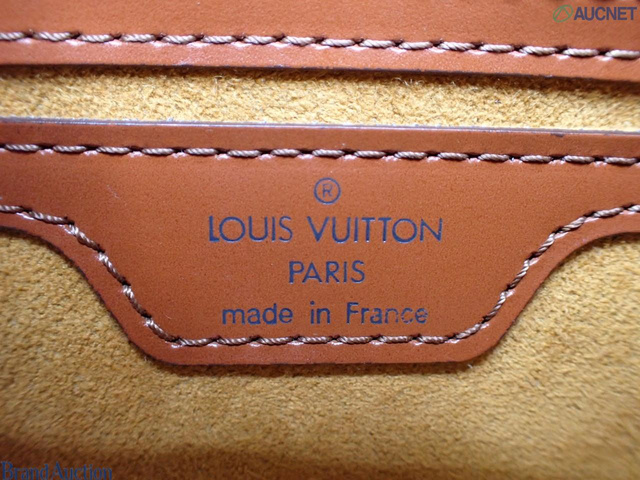 AUCNET
®
LOUIS VUITTON
PARIS
made in France
Brand Auction